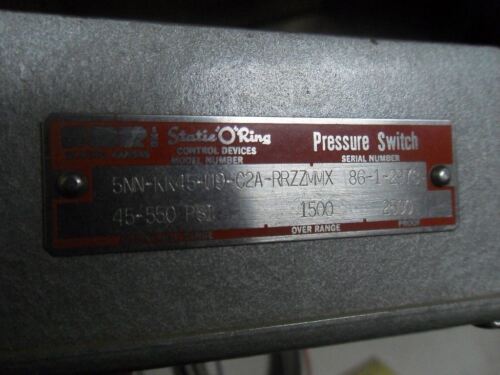 Static "O" Ring
CONTROL DEVICES
Pressure Switch
MODEL NUMBER
SERIAL NUMBER
5NN-KK45-U9-C2A-RRZZMMX
45-550 PSI
1500
OVER RANGE
PROOF